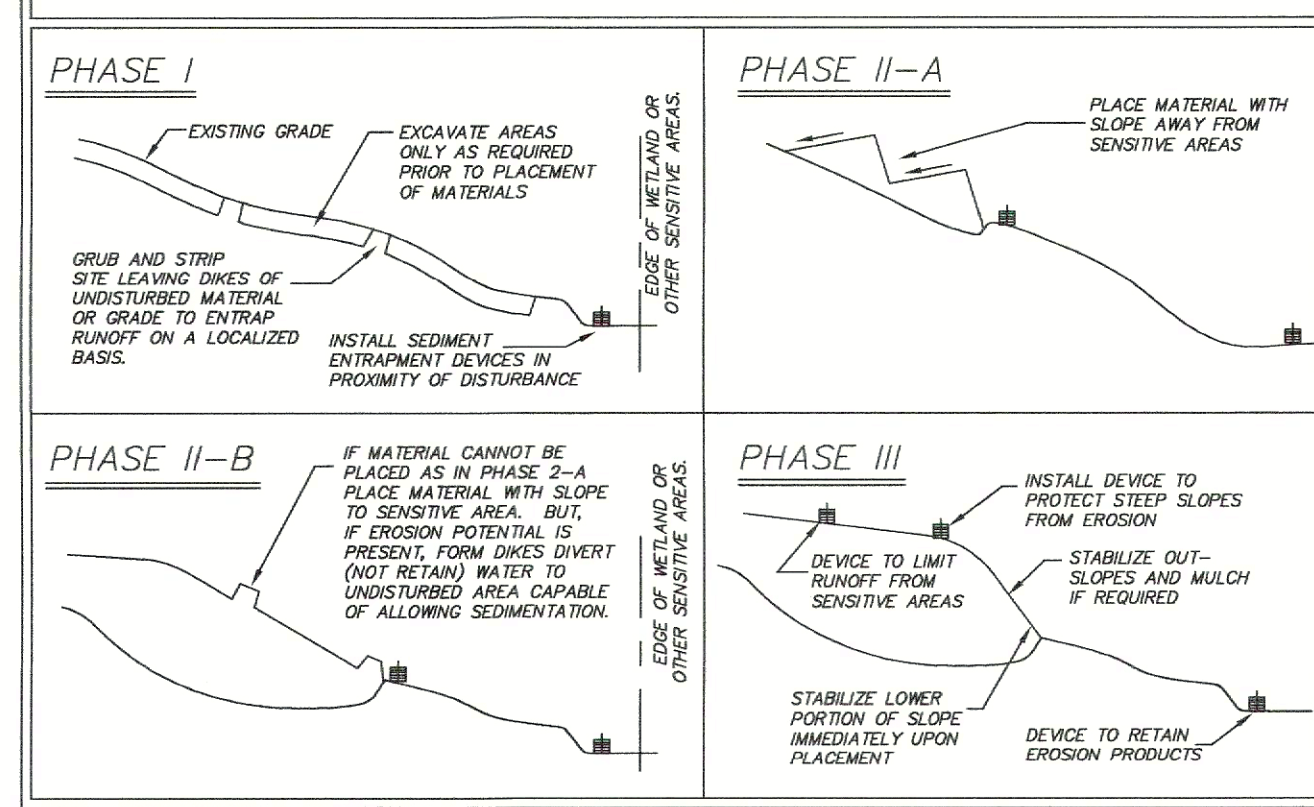 PHASE I
EXISTING GRADE
EXCAVATE AREAS
ONLY AS REQUIRED
PRIOR TO PLACEMENT
OF MATERIALS
GRUB AND STRIP
SITE LEAVING DIKES OF
UNDISTURBED MATERIAL
OR GRADE TO ENTRAP
RUNOFF ON A LOCALIZED
BASIS.
INSTALL SEDIMENT
ENTRAPMENT DEVICES IN
PROXIMITY OF DISTURBANCE
EDGE OF WETLAND OR
OTHER SENSITIVE AREAS.
PHASE II-A
PLACE MATERIAL WITH
SLOPE AWAY FROM
SENSITIVE AREAS
PHASE II-B
IF MATERIAL CANNOT BE
PLACED AS IN PHASE 2-A
PLACE MATERIAL WITH SLOPE
TO SENSITIVE AREA. BUT,
IF EROSION POTENTIAL IS
PRESENT, FORM DIKES DIVERT
(NOT RETAIN) WATER TO
UNDISTURBED AREA CAPABLE
OF ALLOWING SEDIMENTATION.
EDGE OF WETLAND OR
OTHER SENSITIVE AREAS.
PHASE III
INSTALL DEVICE TO
PROTECT STEEP SLOPES
FROM EROSION
DEVICE TO LIMIT
RUNOFF FROM
SENSITIVE AREAS
STABILIZE OUT-
SLOPES AND MULCH
IF REQUIRED
STABILIZE LOWER
PORTION OF SLOPE
IMMEDIATELY UPON
PLACEMENT
DEVICE TO RETAIN
EROSION PRODUCTS